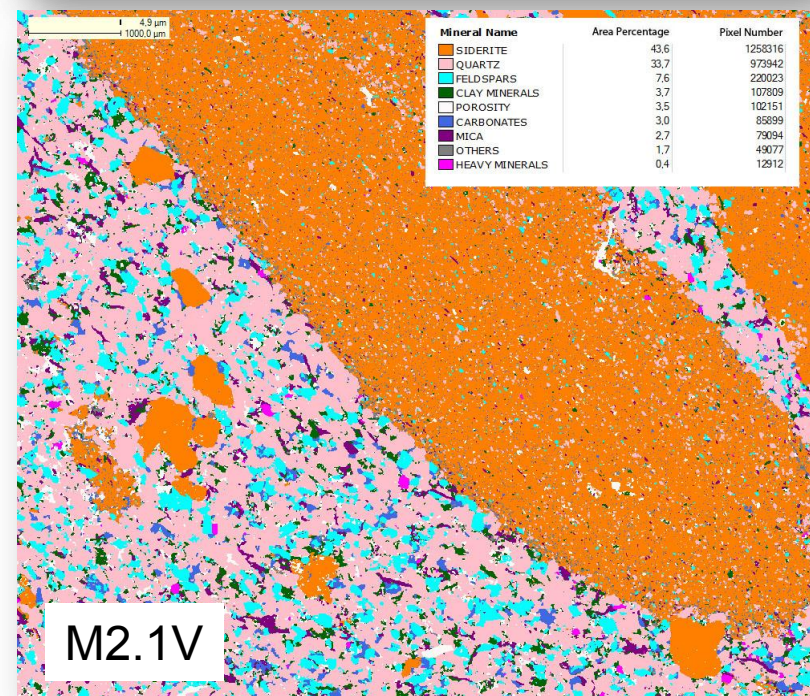 4,9 µm
1000,0 µm
Mineral Name Area Percentage Pixel Number
SIDERITE 43,6 1258316
QUARTZ 33,7 973942
FELDSPARS 7,6 220023
CLAY MINERALS 3,7 107809
POROSITY 3,5 102151
CARBONATES 3,0 85899
MICA 2,7 79094
OTHERS 1,7 49077
HEAVY MINERALS 0,4 12912
M2.1V